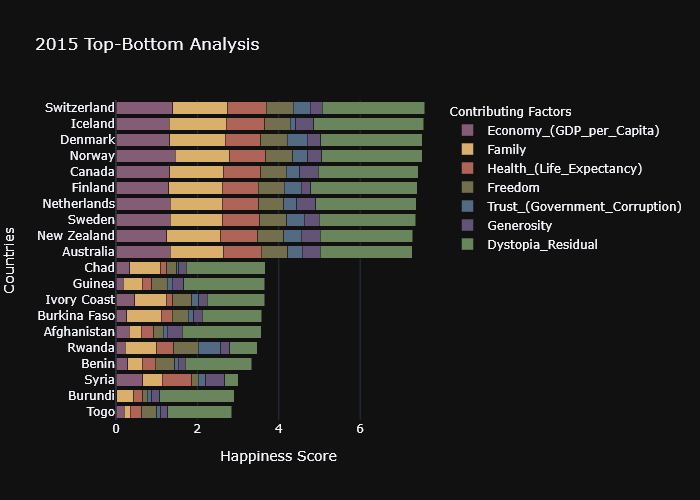 2015 Top-Bottom Analysis
Switzerland
Iceland
Denmark
Norway
Canada
Finland
Netherlands
Sweden
New Zealand
Australia
Chad
Guinea
Ivory Coast
Burkina Faso
Afghanistan
Rwanda
Benin
Syria
Burundi
Togo
Countries
0 2 4 6
Happiness Score
Contributing Factors
Economy_(GDP_per_Capita)
Family
Health_(Life_Expectancy)
Freedom
Trust_(Government_Corruption)
Generosity
Dystopia_Residual